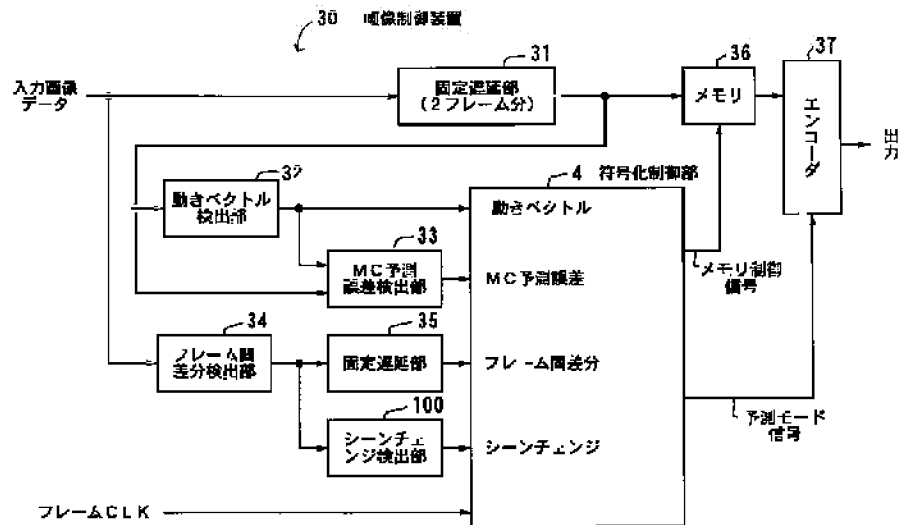 30 画像制御装置
31
固定遅延部
(2フレーム分)
36
メモリ
37
エンコーダ
入力画像
データ
出力
32
動きベクトル
検出部
4 符号化制御部
動きベクトル
33
MC予測
誤差検出部
MC予測誤差
メモリ制御
信号
34
フレーム間
差分検出部
35
固定遅延部
フレーム間差分
100
シーンチェ
ンジ検出部
シーンチェンジ
予測モード
信号
フレームCLK